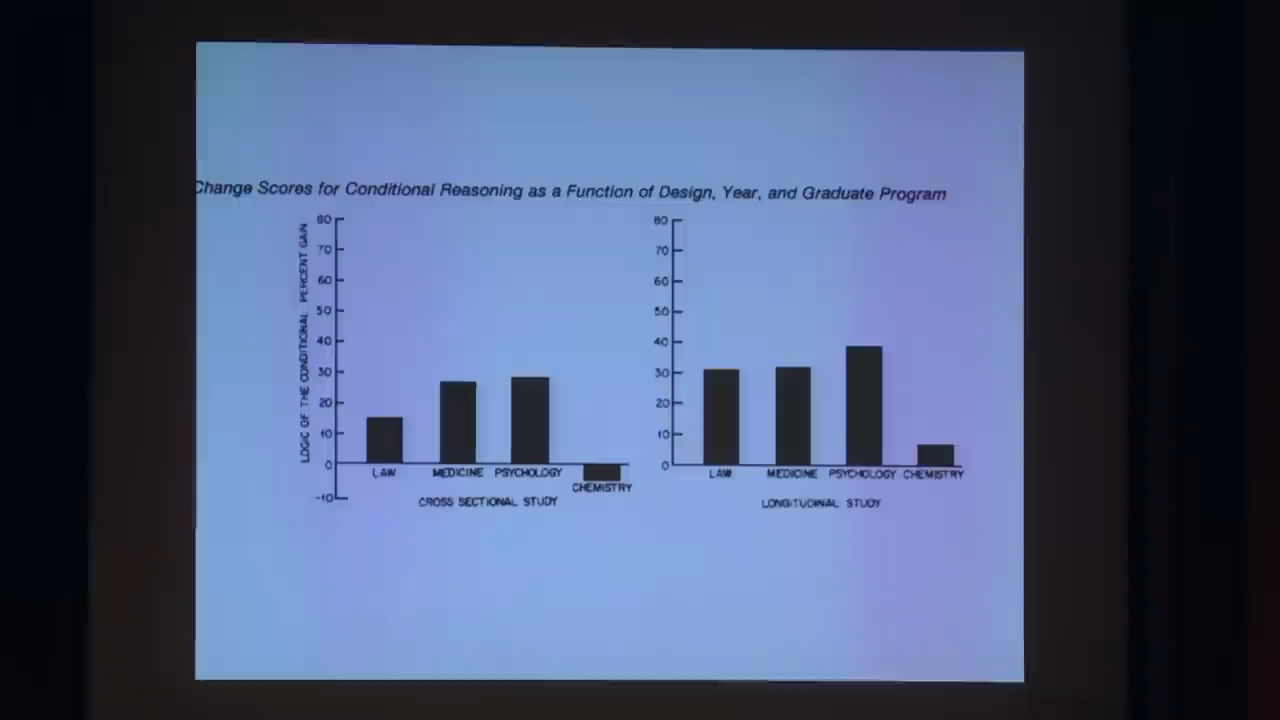 Change Scores for Conditional Reasoning as a Function of Design, Year, and Graduate Program
LOGIC OF THE CONDITIONAL PERCENT GAIN
80
70
60
50
40
30
20
10
0
-10
LAW
MEDICINE
PSYCHOLOGY
CHEMISTRY
CROSS SECTIONAL STUDY
80
70
60
50
40
30
20
10
0
LAW
MEDICINE
PSYCHOLOGY
CHEMISTRY
LONGITUDINAL STUDY